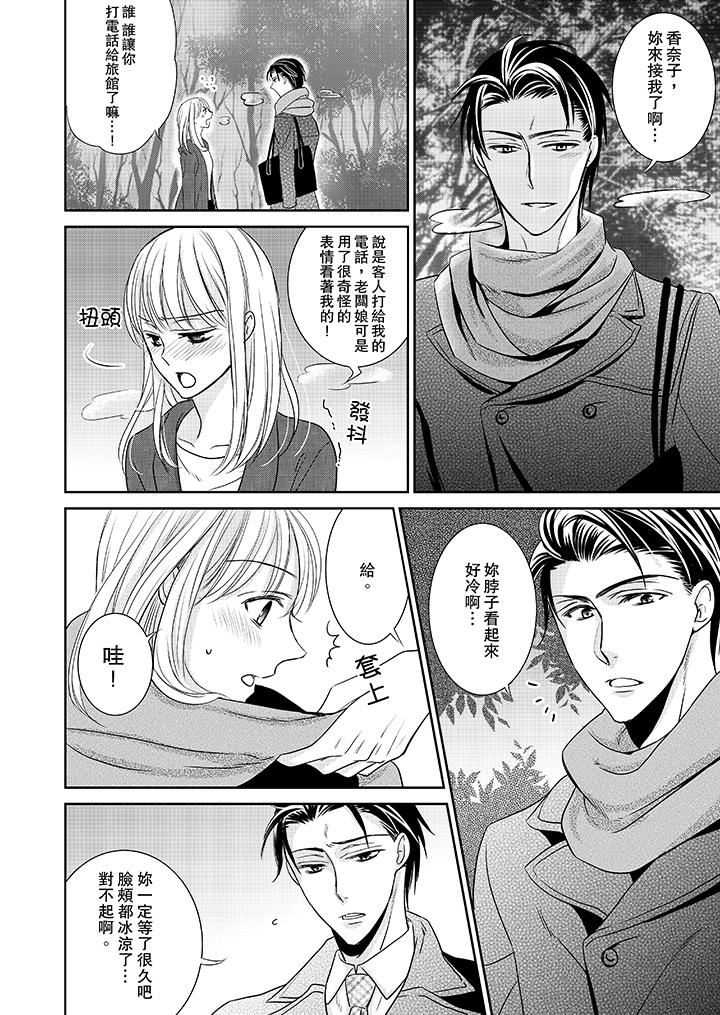 香奈子，
妳來接我了啊…
誰 誰讓你
打電話給旅館了嘛…！
說是客人打給我的
電話，老闆娘可是
用了很奇怪的
表情看著我的！
扭頭
發抖
妳脖子看起來
好冷啊…
給。
套上
哇！
妳一定等了很久吧
臉頰都冰涼了…
對不起啊。